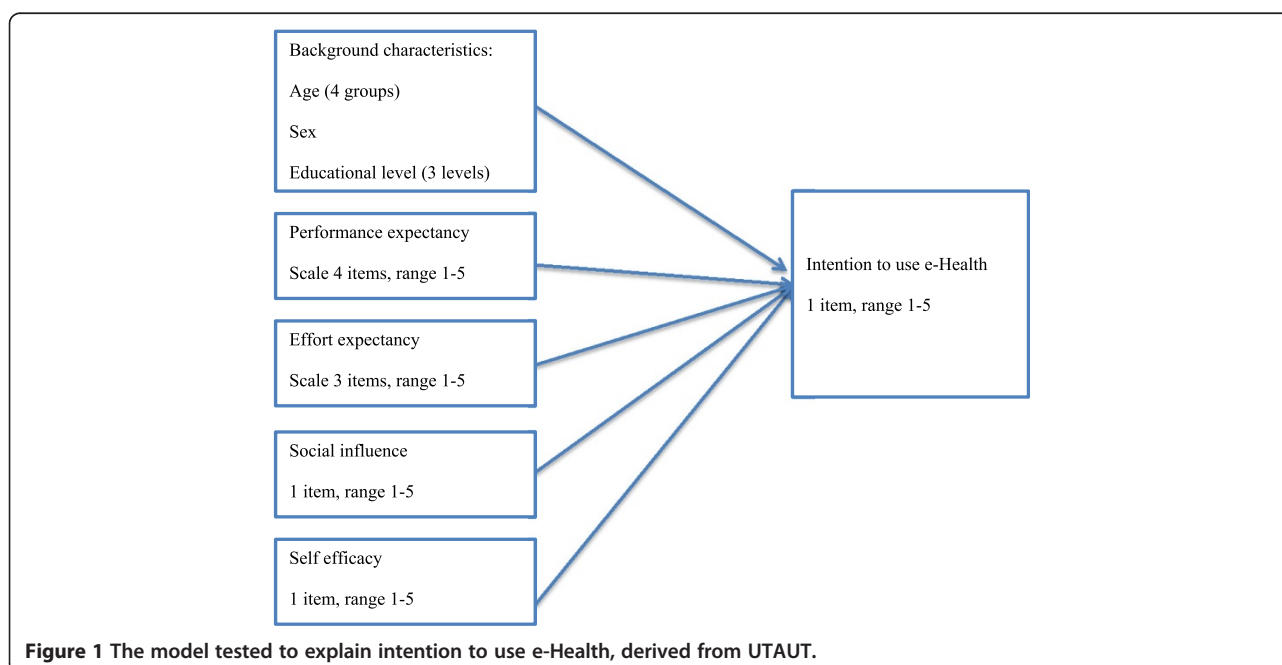 Background characteristics:
Age (4 groups)
Sex
Educational level (3 levels)
Performance expectancy
Scale 4 items, range 1-5
Effort expectancy
Scale 3 items, range 1-5
Social influence
1 item, range 1-5
Self efficacy
1 item, range 1-5
Intention to use e-Health
1 item, range 1-5
Figure 1 The model tested to explain intention to use e-Health, derived from UTAUT.